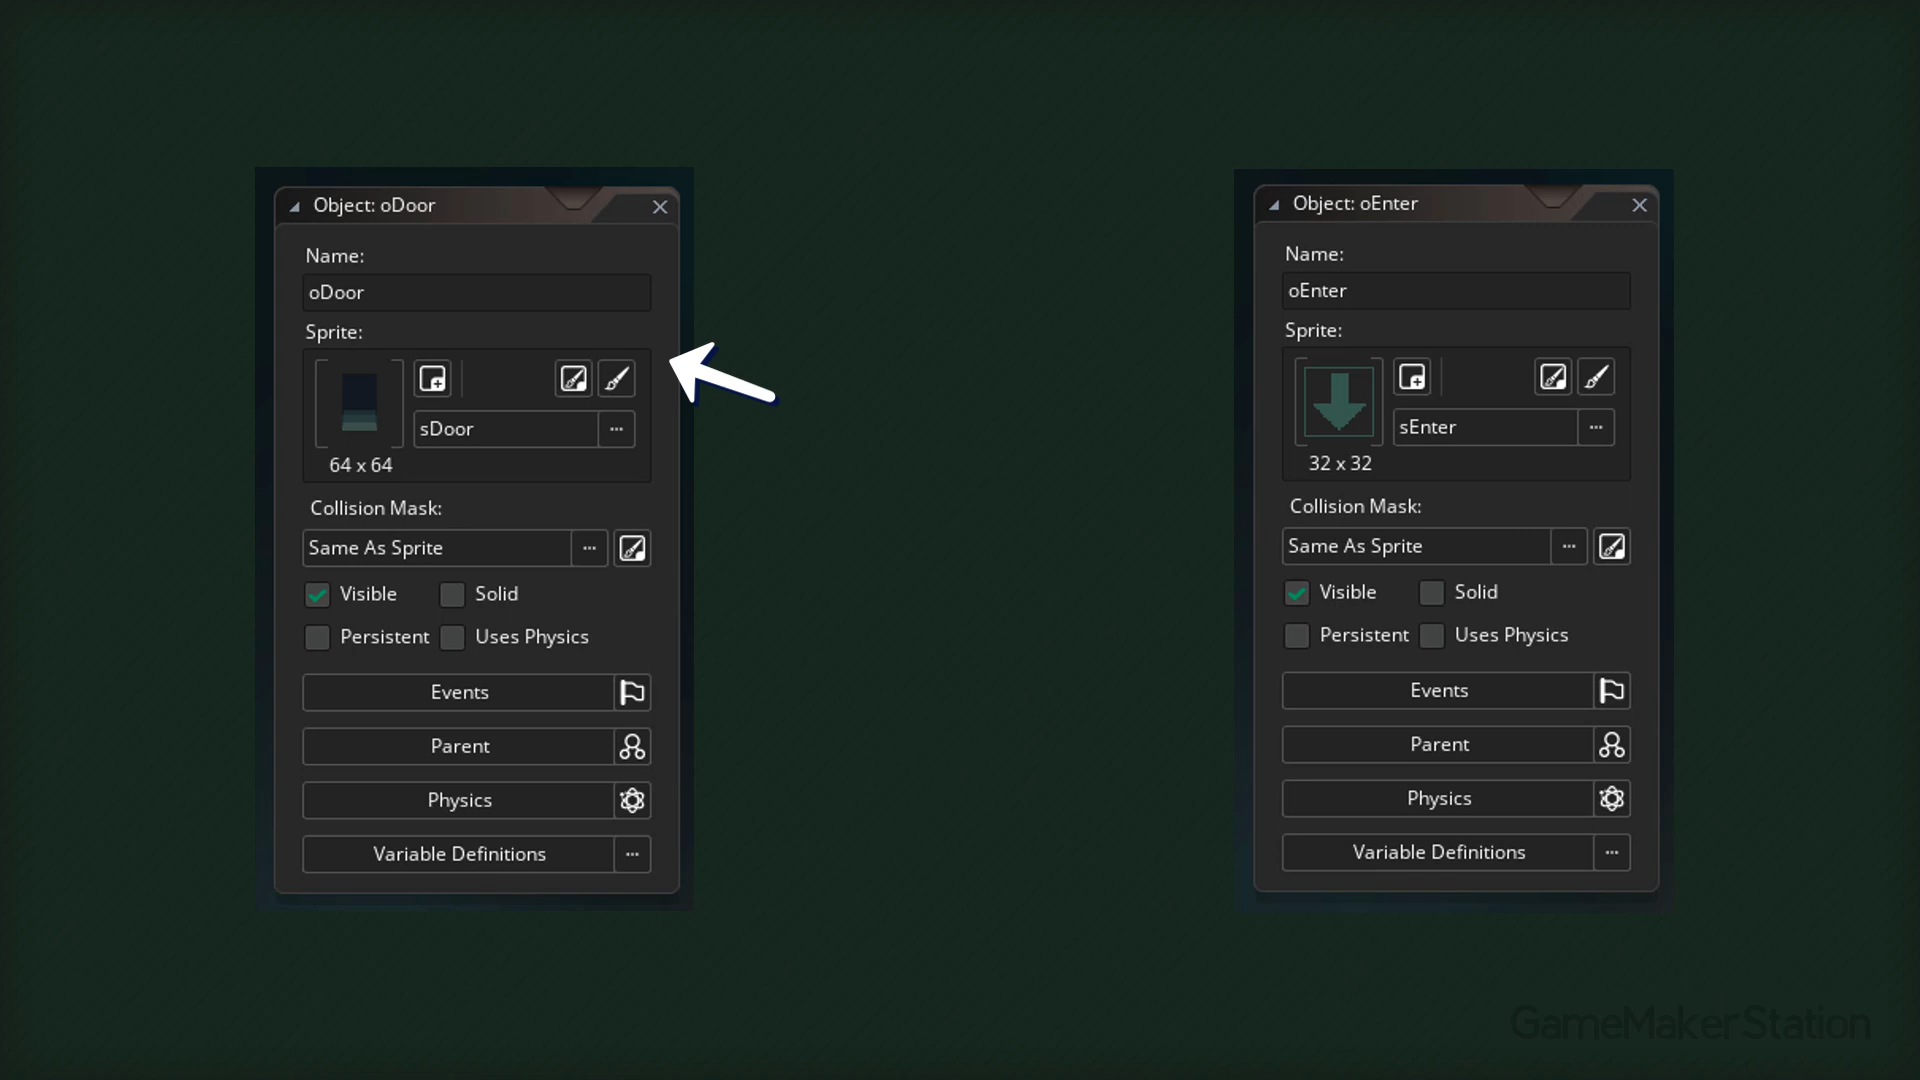 Object: oDoor
Name:
oDoor
Sprite:
sDoor
64 x 64
Collision Mask:
Same As Sprite
Visible
Solid
Persistent
Uses Physics
Events
Parent
Physics
Variable Definitions
Object: oEnter
Name:
oEnter
Sprite:
sEnter
32 x 32
Collision Mask:
Same As Sprite
Visible
Solid
Persistent
Uses Physics
Events
Parent
Physics
Variable Definitions
GameMaker Station